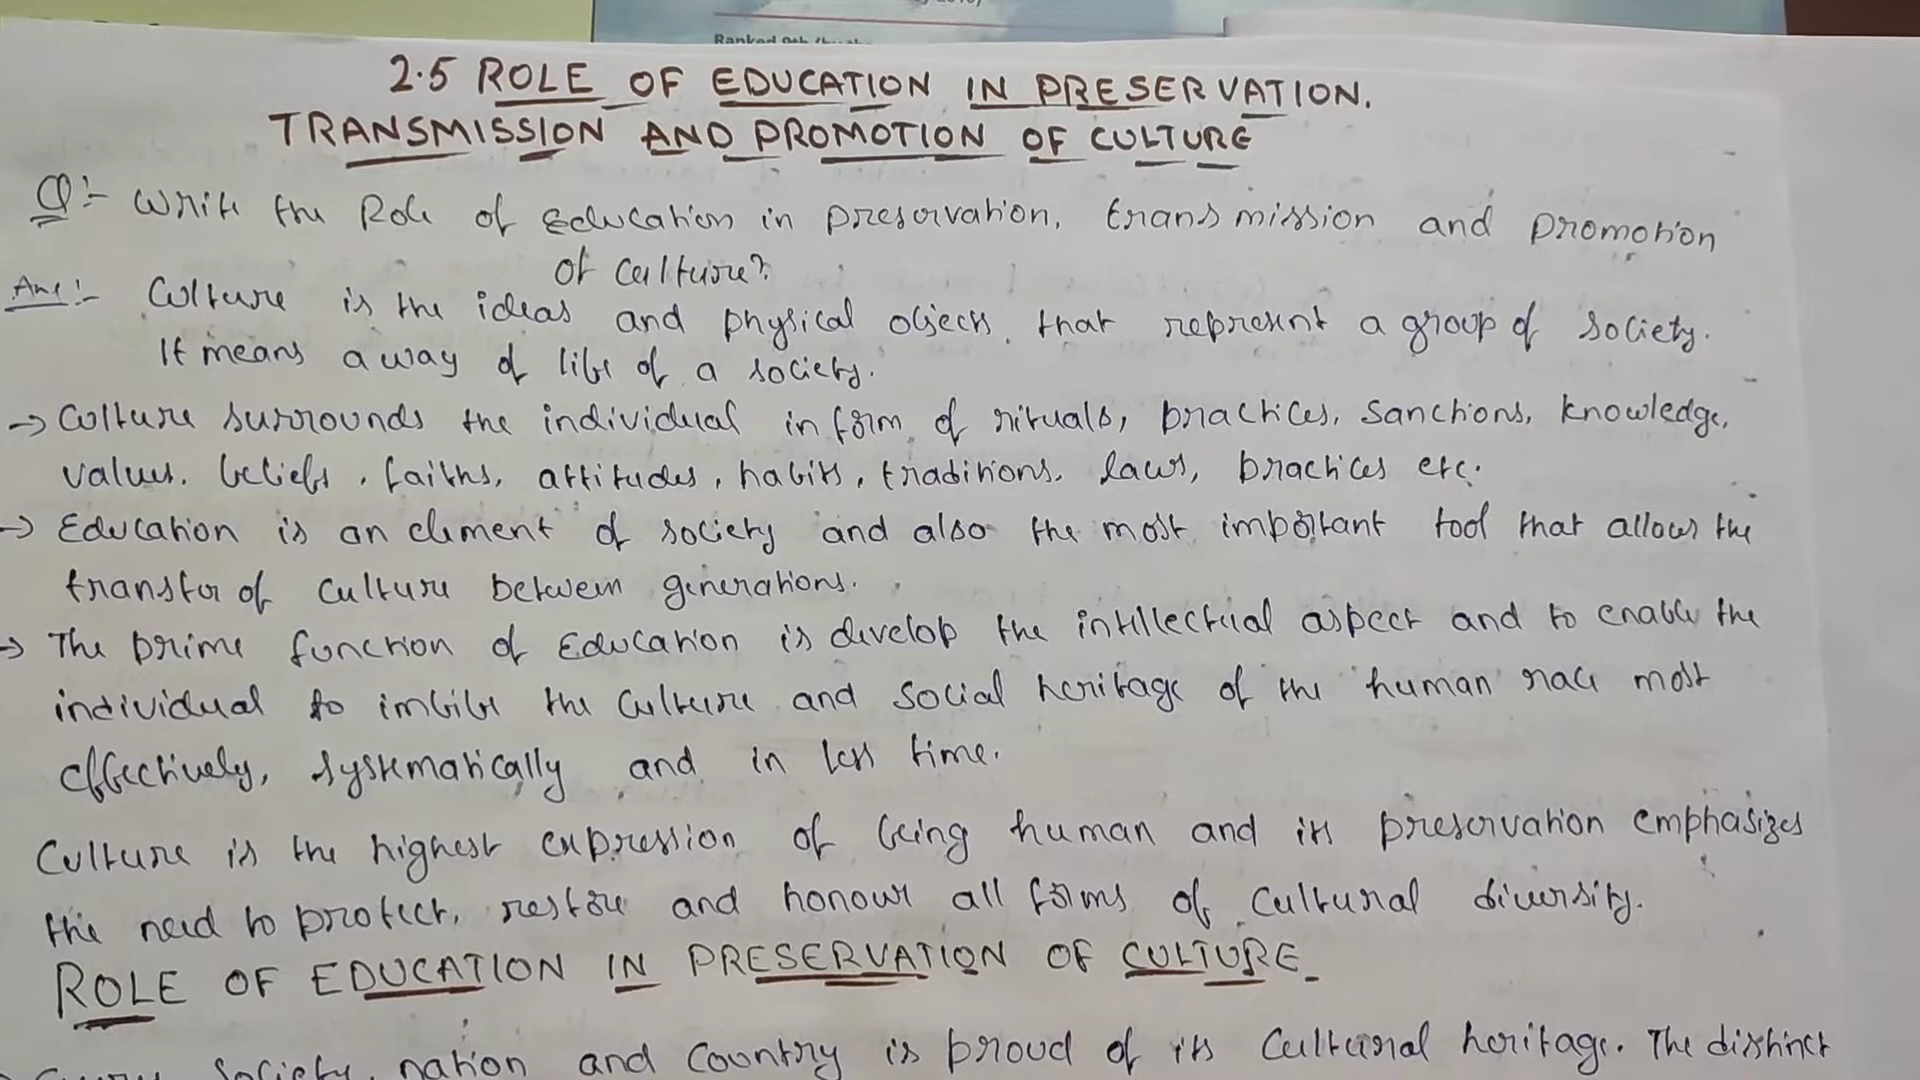 Ranked 9th
2.5 ROLE OF EDUCATION IN PRESERVATION.
TRANSMISSION AND PROMOTION OF CULTURE
Q:- Write the Role of Education in preservation, transmission and promotion
of culture?
Ans:- Culture is the ideas and physical objects that represent a group of society.
It means a way of life of a society.
→ Culture surrounds the individual in form of rituals, practices, sanctions, knowledge,
values, beliefs, faiths, attitudes, habits, traditions, laws, practices etc.
→ Education is an element of society and also the most important tool that allows the
transfer of culture between generations.
→ The prime function of Education is develop the intellectual aspect and to enable the
individual to imbibe the culture and social heritage of the human race most
effectively, systematically and in less time.
Culture is the highest expression of being human and its preservation emphasizes
the need to protect, restore and honour all forms of cultural diversity.
ROLE OF EDUCATION IN PRESERVATION OF CULTURE
society, nation and country is proud of its cultural heritage. The distinct